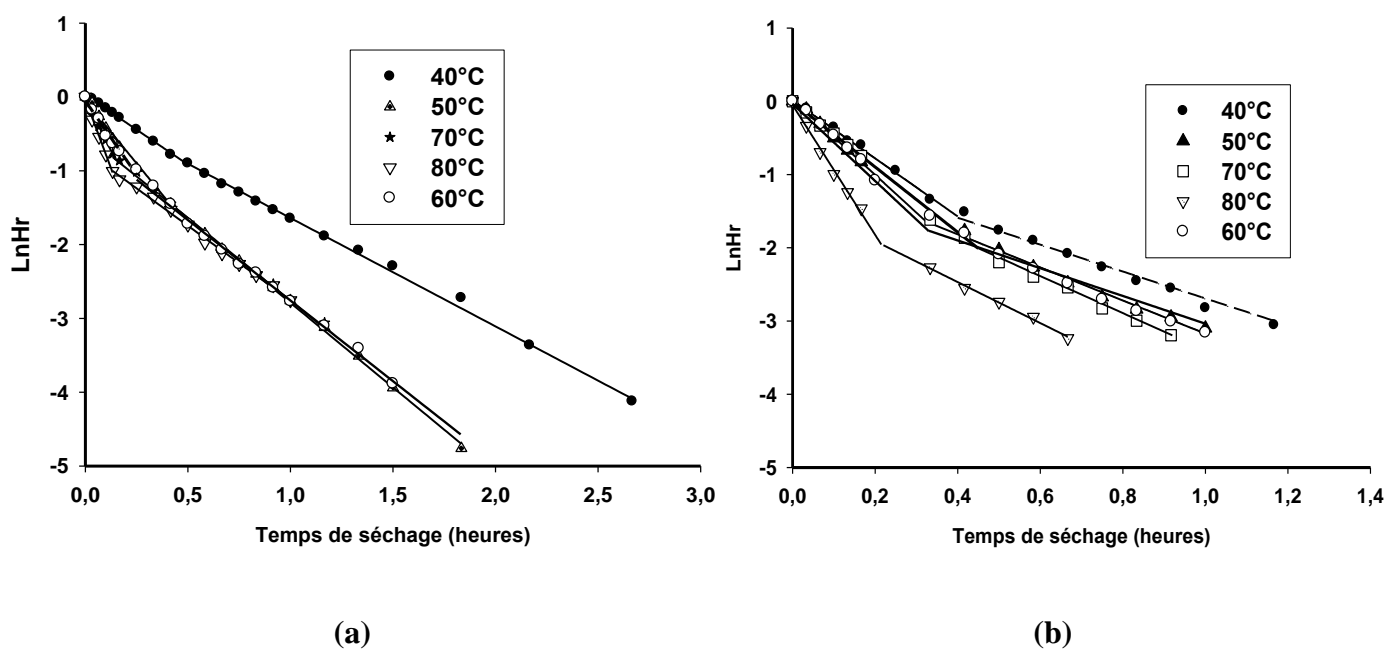 1
0
-1
-2
-3
-4
-5
LnHr
0,0 0,5 1,0 1,5 2,0 2,5 3,0
Temps de séchage (heures)
40°C
50°C
70°C
80°C
60°C
(a)
1
0
-1
-2
-3
-4
-5
LnHr
0,0 0,2 0,4 0,6 0,8 1,0 1,2 1,4
Temps de séchage (heures)
40°C
50°C
70°C
80°C
60°C
(b)